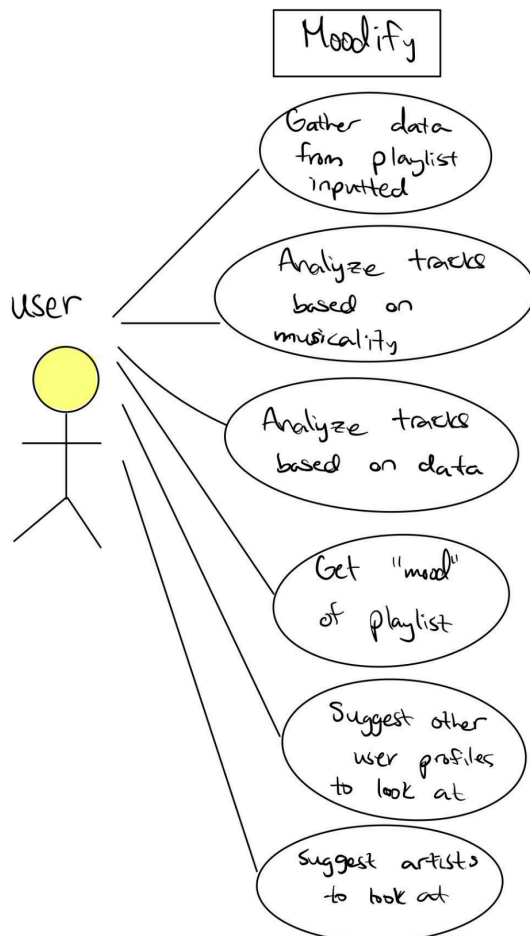 Moodify
Gather data
from playlist
inputted
Analyze tracks
based on
musicality
user
Analyze tracks
based on data
Get "mood"
of playlist
Suggest other
user profiles
to look at
suggest artists
to look at